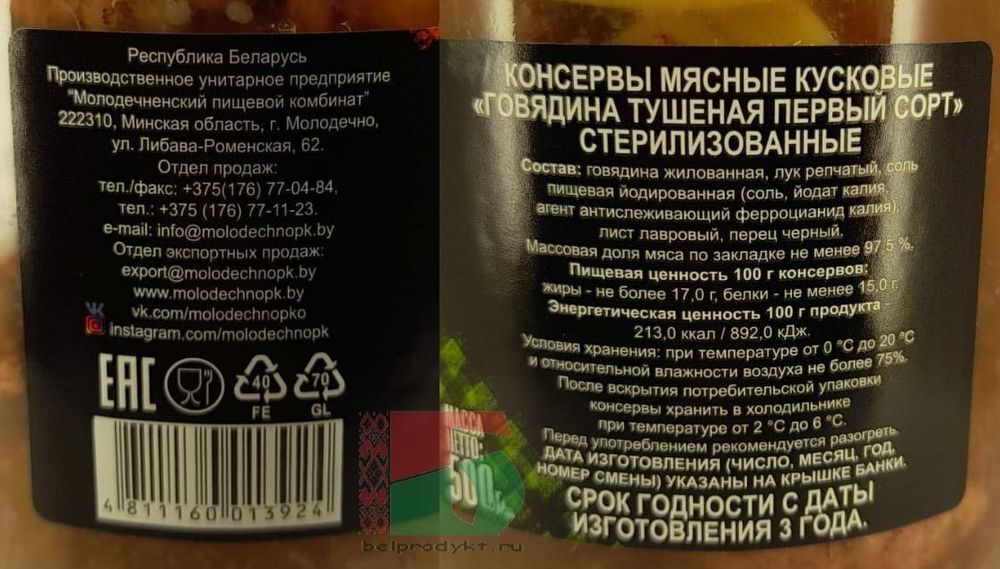 Республика Беларусь
Производственное унитарное предприятие
"Молодечненский пищевой комбинат"
222310, Минская область, г. Молодечно,
ул. Либава-Роменская, 62.
Отдел продаж:
тел./факс: +375(176) 77-04-84,
тел.: +375 (176) 77-11-23.
e-mail: info@molodechnopk.by
Отдел экспортных продаж:
export@molodechnopk.by
www.molodechnopk.by
vk.com/molodechnopko
instagram.com/molodechnopk
EAC
40
FE
70
GL
4 811160 013924
КОНСЕРВЫ МЯСНЫЕ КУСКОВЫЕ
«ГОВЯДИНА ТУШЕНАЯ ПЕРВЫЙ СОРТ»
СТЕРИЛИЗОВАННЫЕ
Состав: говядина жилованная, лук репчатый, соль
пищевая йодированная (соль, йодат калия,
агент антислеживающий ферроцианид калия),
лист лавровый, перец черный.
Массовая доля мяса по закладке не менее 97,5 %.
Пищевая ценность 100 г консервов:
жиры - не более 17,0 г, белки - не менее 15,0 г.
Энергетическая ценность 100 г продукта -
213,0 ккал / 892,0 кДж.
Условия хранения: при температуре от 0 °С до 20 °С
и относительной влажности воздуха не более 75%.
После вскрытия потребительской упаковки
консервы хранить в холодильнике
при температуре от 2 °С до 6 °С.
Перед употреблением рекомендуется разогреть.
ДАТА ИЗГОТОВЛЕНИЯ (ЧИСЛО, МЕСЯЦ, ГОД,
НОМЕР СМЕНЫ) УКАЗАНЫ НА КРЫШКЕ БАНКИ.
СРОК ГОДНОСТИ С ДАТЫ
ИЗГОТОВЛЕНИЯ 3 ГОДА.
МАССА
НЕТТО:
500 г
belprodykt.ru